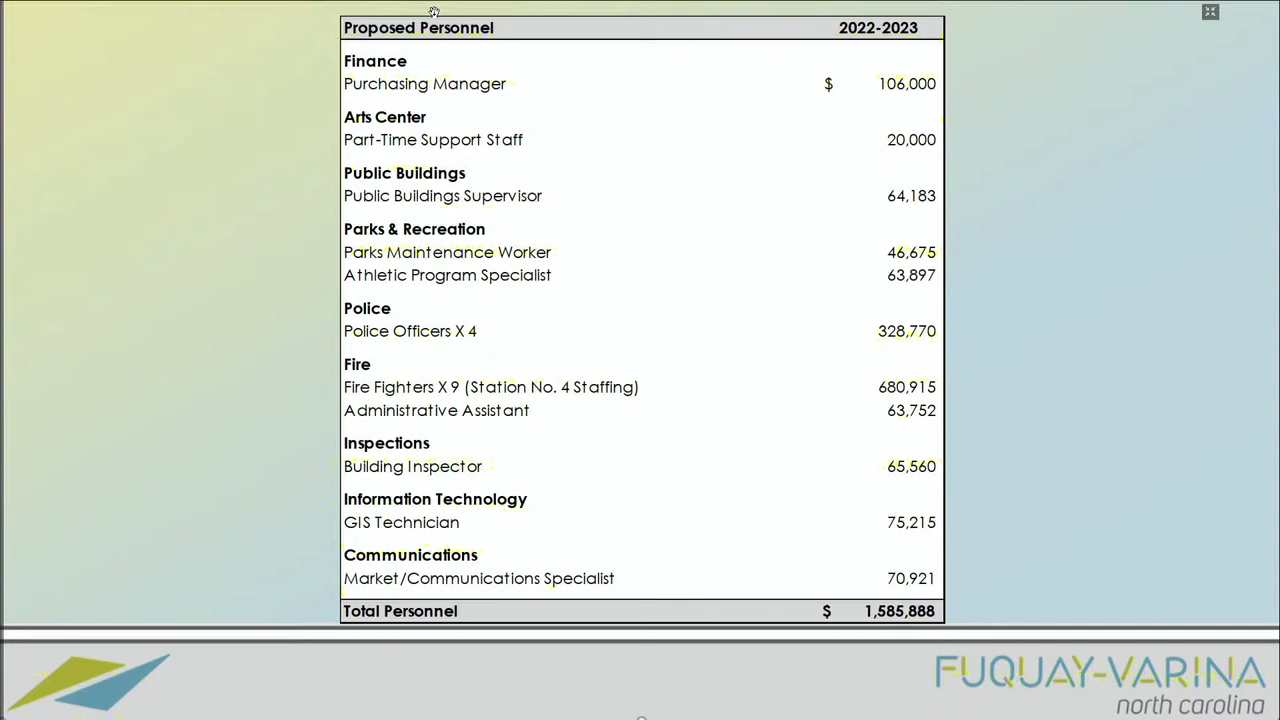 Proposed Personnel 2022-2023
Finance
Purchasing Manager $ 106,000
Arts Center
Part-Time Support Staff 20,000
Public Buildings
Public Buildings Supervisor 64,183
Parks & Recreation
Parks Maintenance Worker 46,675
Athletic Program Specialist 63,897
Police
Police Officers X 4 328,770
Fire
Fire Fighters X 9 (Station No. 4 Staffing) 680,915
Administrative Assistant 63,752
Inspections
Building Inspector 65,560
Information Technology
GIS Technician 75,215
Communications
Market/Communications Specialist 70,921
Total Personnel $ 1,585,888
FUQUAY-VARINA
north carolina